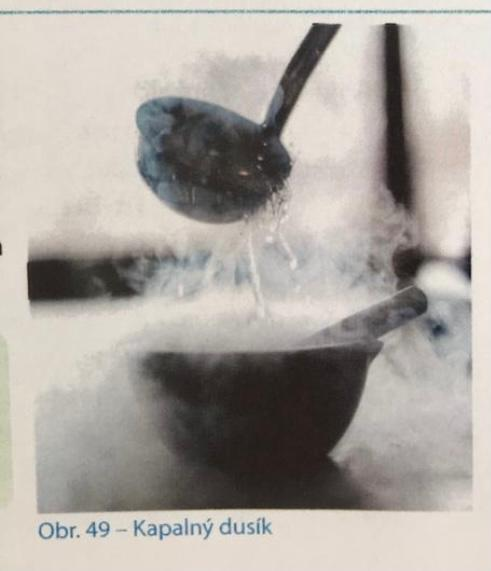 Obr. 49 – Kapalný dusík